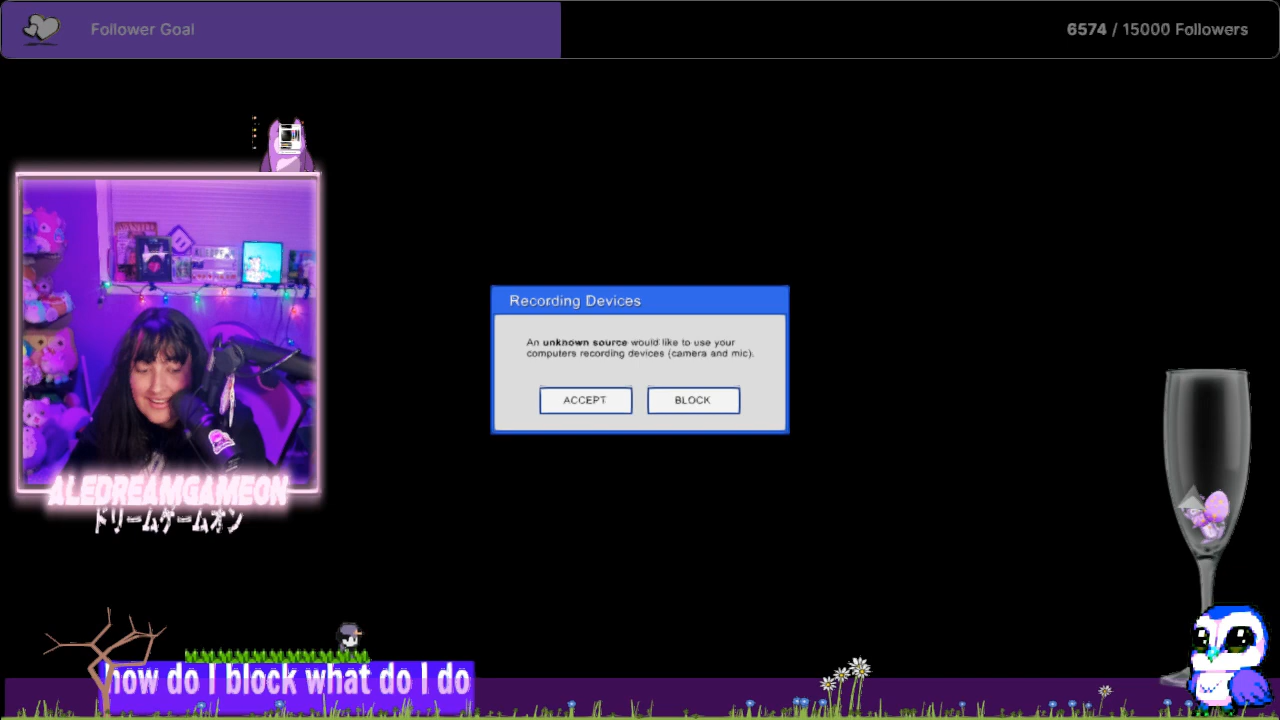 Follower Goal
6574 / 15000 Followers
Recording Devices
An unknown source would like to use your
computers recording devices (camera and mic).
ACCEPT
BLOCK
ALEDREAMGAMEON
ドリームゲームオン
how do I block what do I do